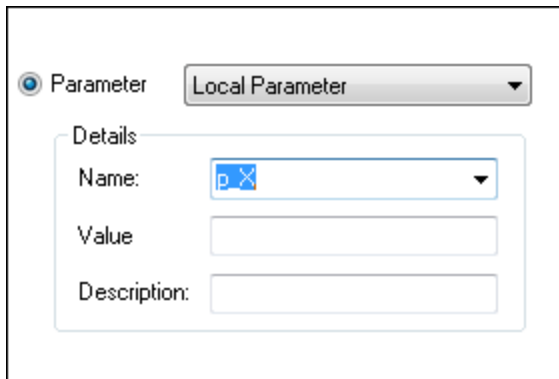 Parameter Local Parameter
Details
Name: p_X
Value
Description: